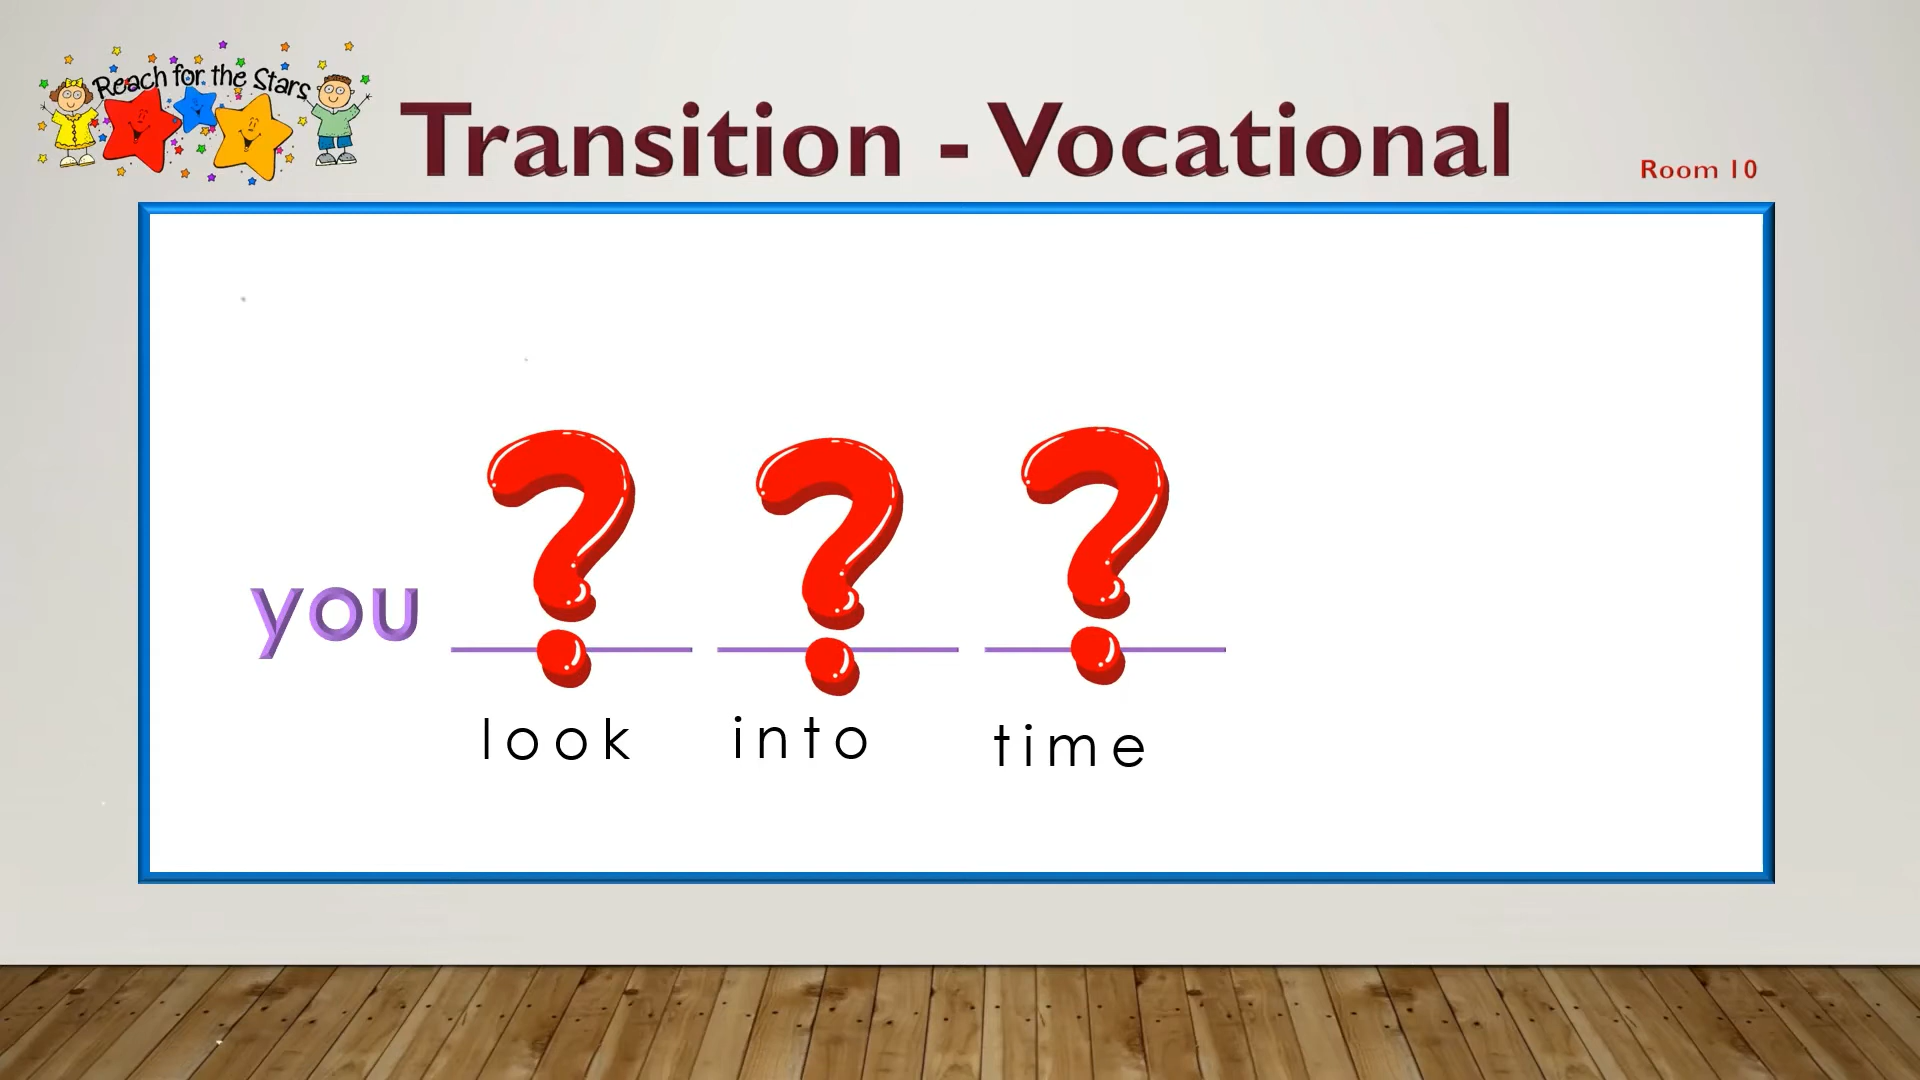 Reach for the Stars
Transition - Vocational
Room 10
you
? ? ?
look into time